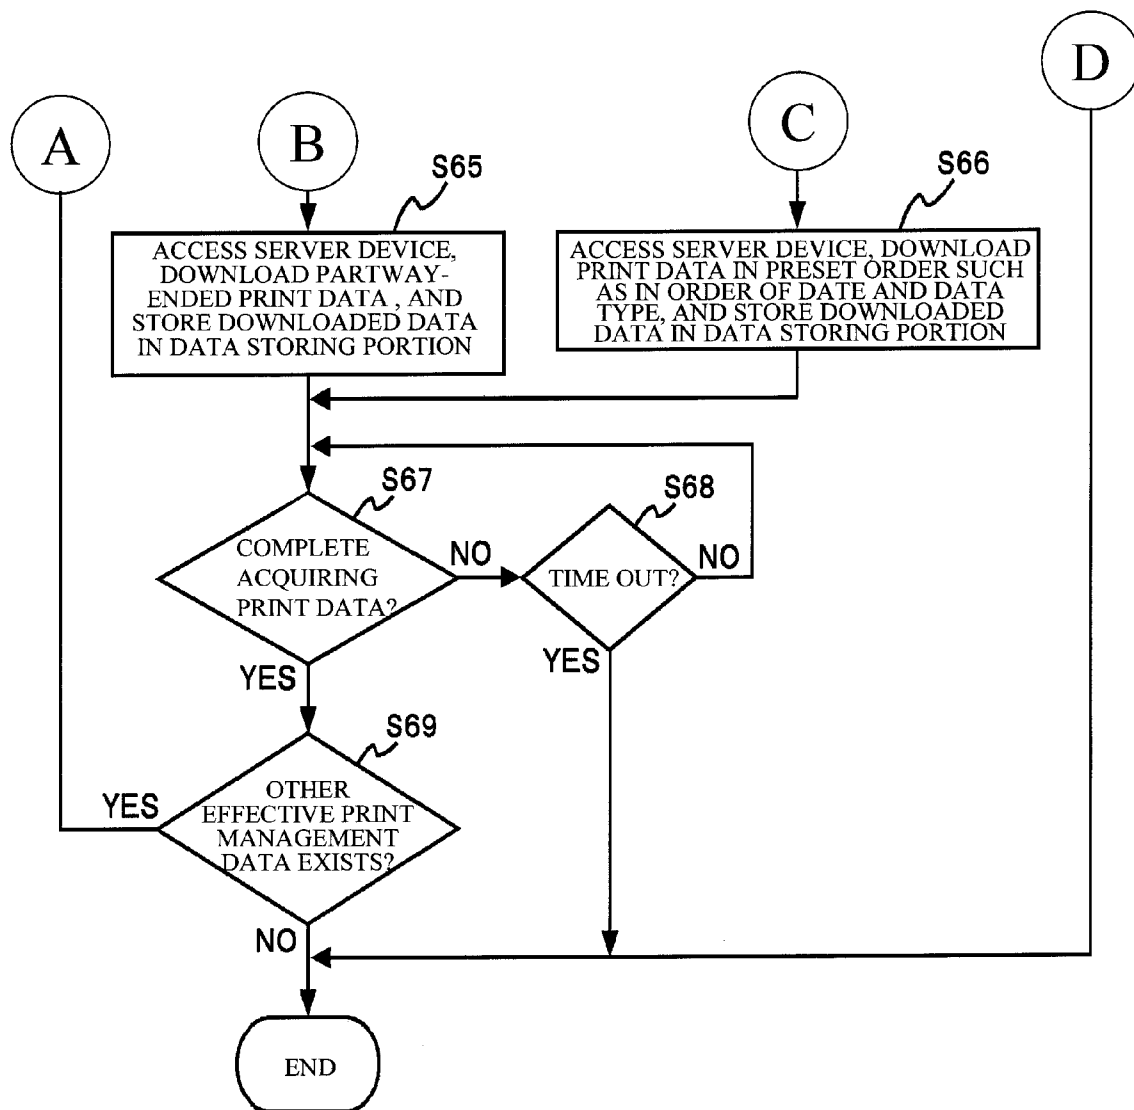 D
A
B
C
S65
S66
ACCESS SERVER DEVICE,
DOWNLOAD PARTWAY-
ENDED PRINT DATA , AND
STORE DOWNLOADED DATA
IN DATA STORING PORTION
ACCESS SERVER DEVICE, DOWNLOAD
PRINT DATA IN PRESET ORDER SUCH
AS IN ORDER OF DATE AND DATA
TYPE, AND STORE DOWNLOADED
DATA IN DATA STORING PORTION
S67
S68
COMPLETE
ACQUIRING
PRINT DATA?
NO
TIME OUT?
NO
YES
YES
S69
OTHER
EFFECTIVE PRINT
MANAGEMENT
DATA EXISTS?
YES
NO
END